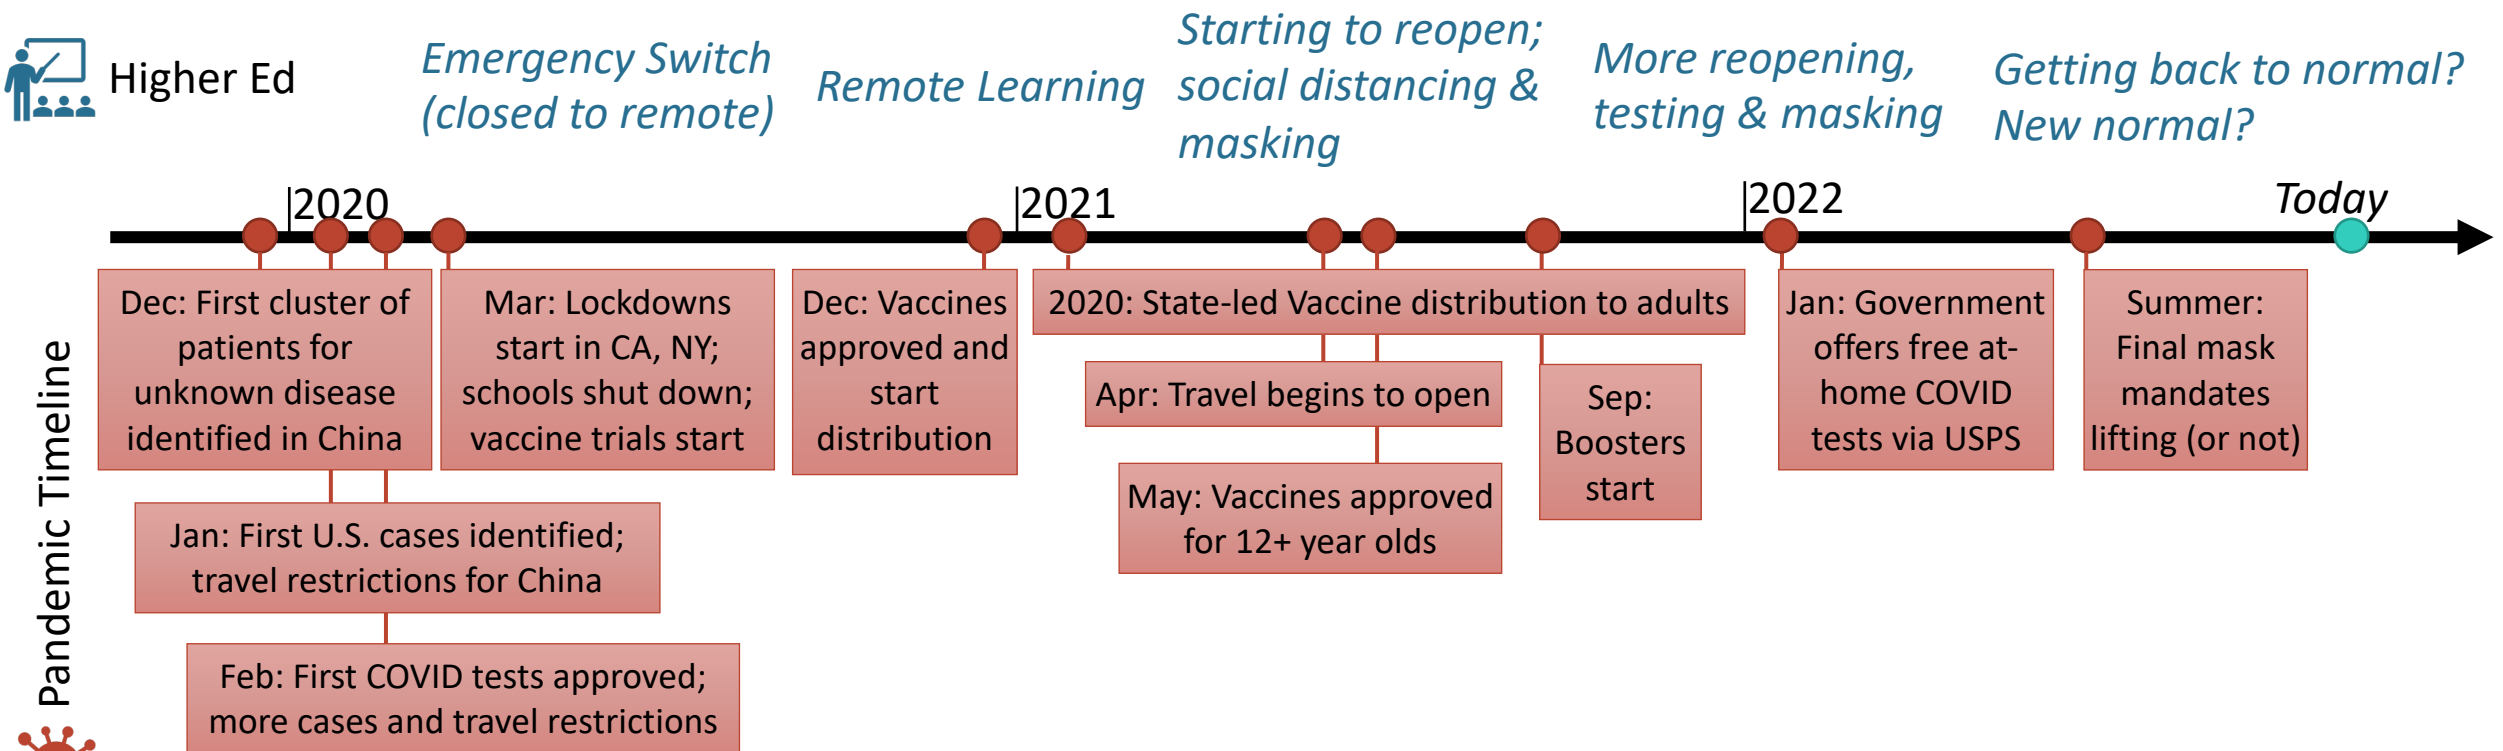 Higher Ed
Emergency Switch
(closed to remote)
Remote Learning
Starting to reopen;
social distancing &
masking
More reopening,
testing & masking
Getting back to normal?
New normal?
2020
2021
2022
Today
Pandemic Timeline
Dec: First cluster of
patients for
unknown disease
identified in China
Jan: First U.S. cases identified;
travel restrictions for China
Feb: First COVID tests approved;
more cases and travel restrictions
Mar: Lockdowns
start in CA, NY;
schools shut down;
vaccine trials start
Dec: Vaccines
approved and
start
distribution
2020: State-led Vaccine distribution to adults
Apr: Travel begins to open
May: Vaccines approved
for 12+ year olds
Sep:
Boosters
start
Jan: Government
offers free at-
home COVID
tests via USPS
Summer:
Final mask
mandates
lifting (or not)